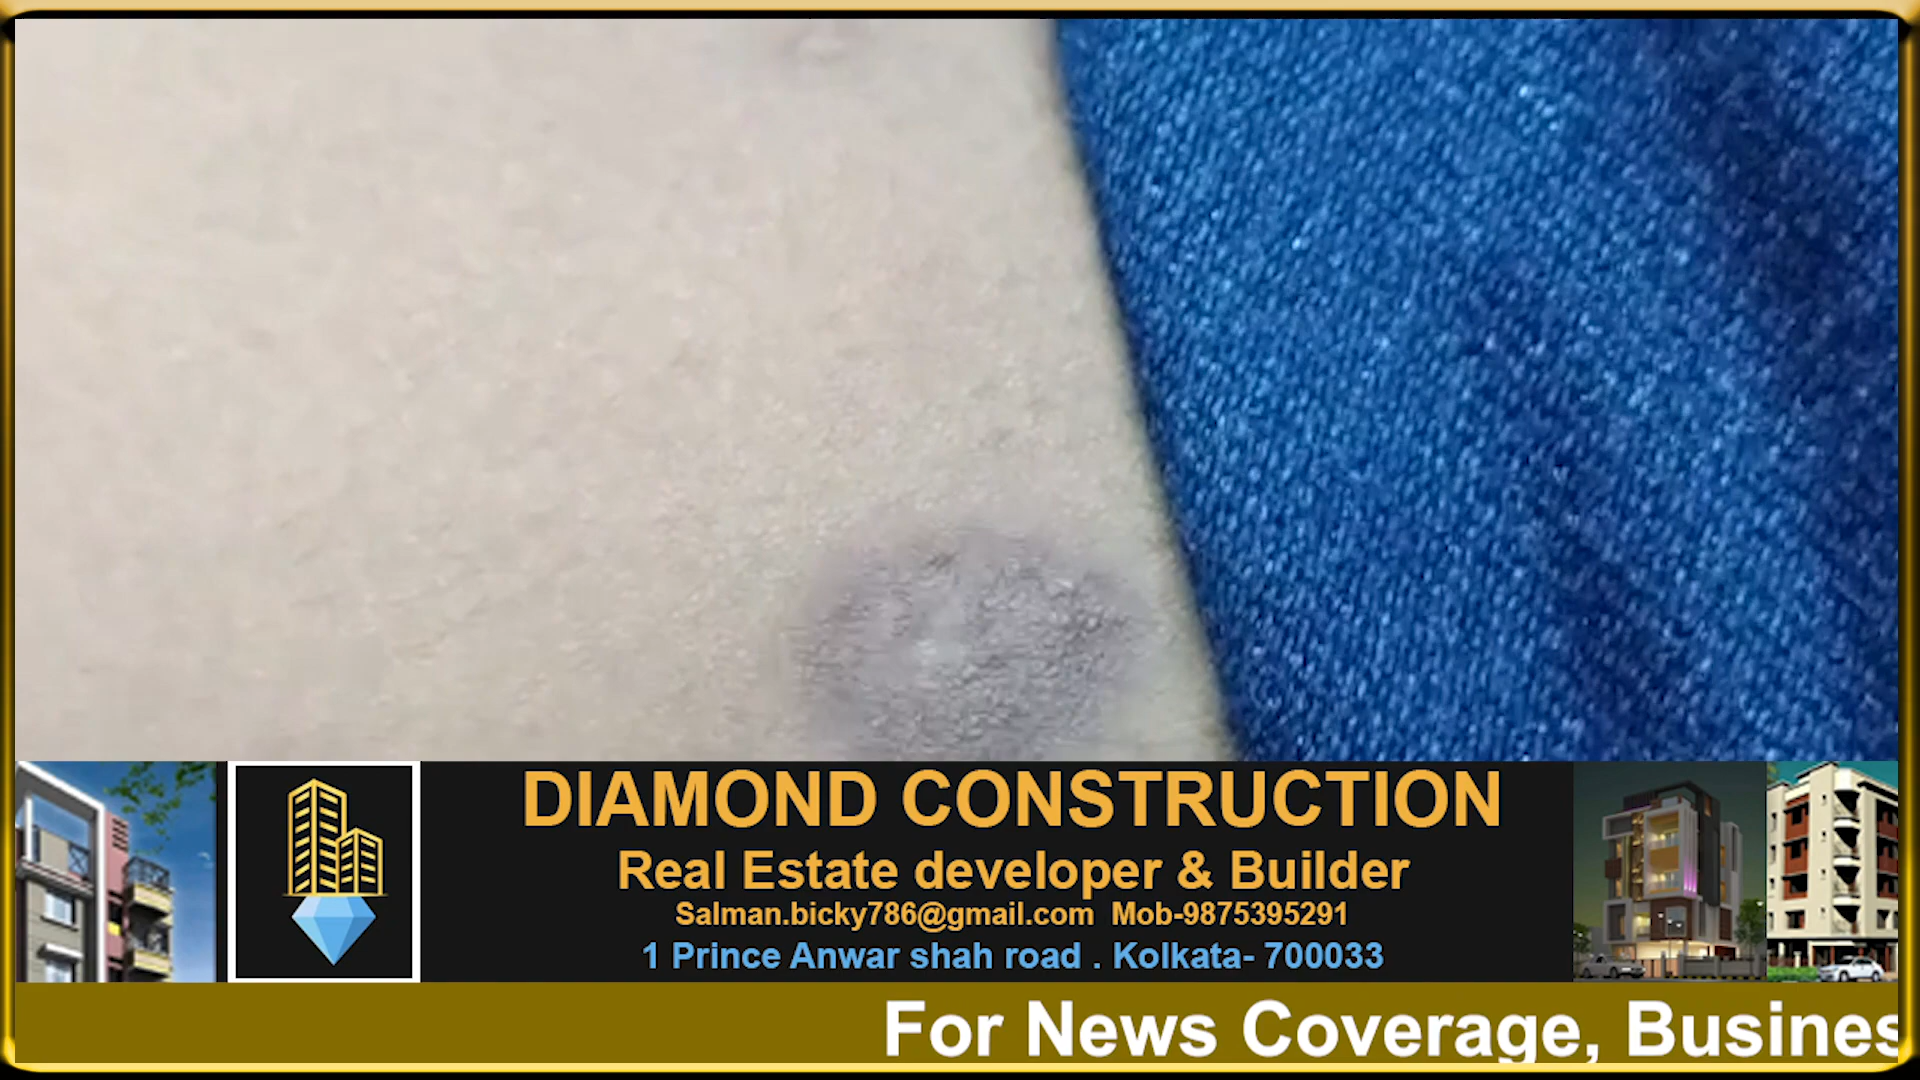 DIAMOND CONSTRUCTION
Real Estate developer & Builder
Salman.bicky786@gmail.com Mob-9875395291
1 Prince Anwar shah road . Kolkata- 700033
For News Coverage, Busines